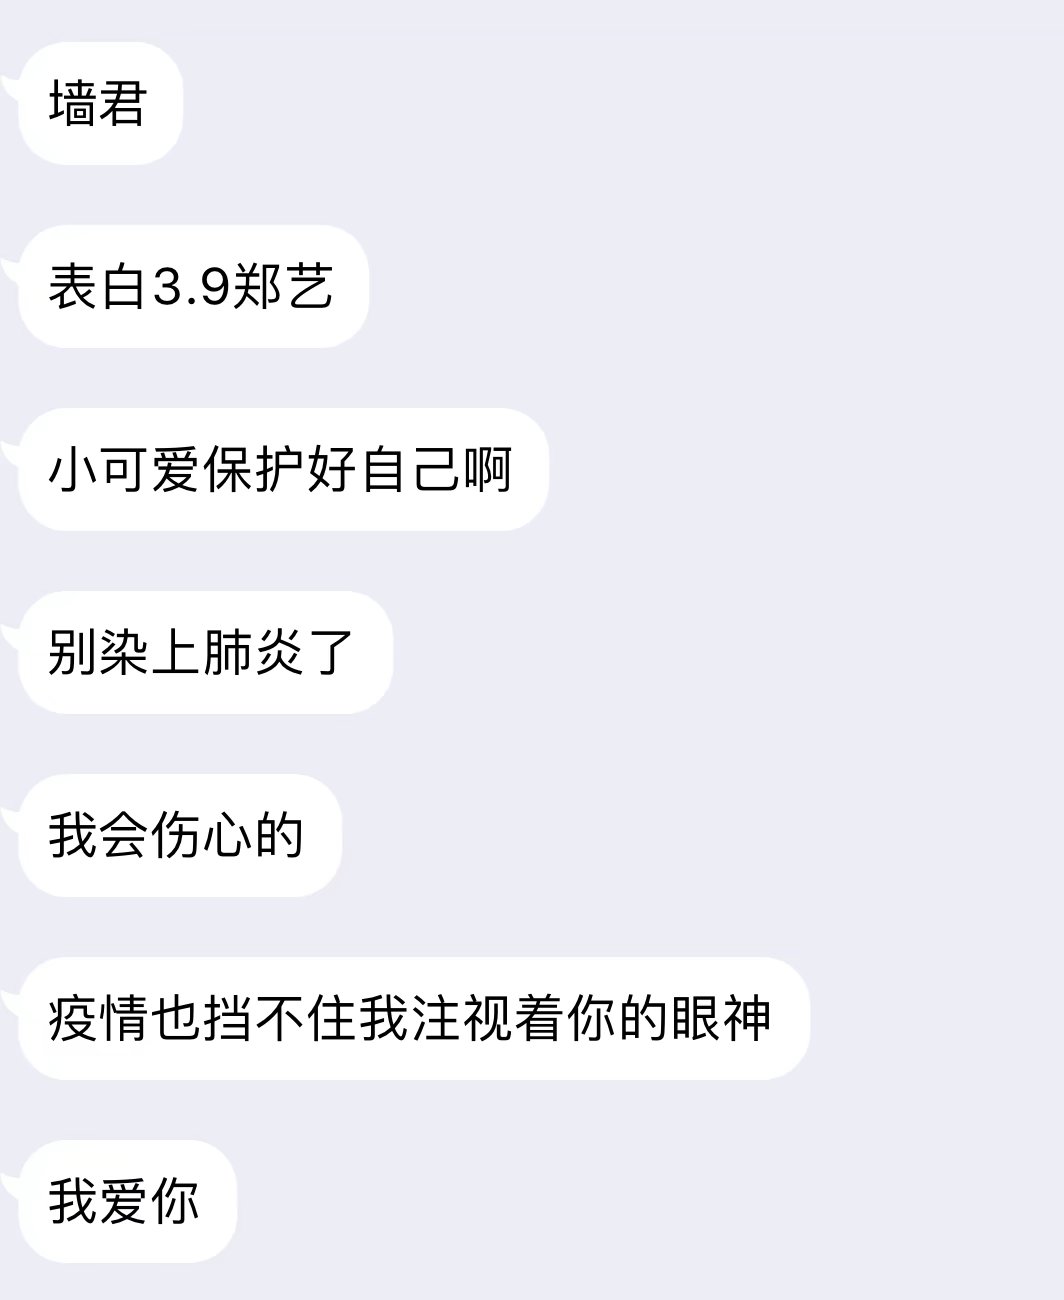 墙君
表白3.9郑艺
小可爱保护好自己啊
别染上肺炎了
我会伤心的
疫情也挡不住我注视着你的眼神
我爱你